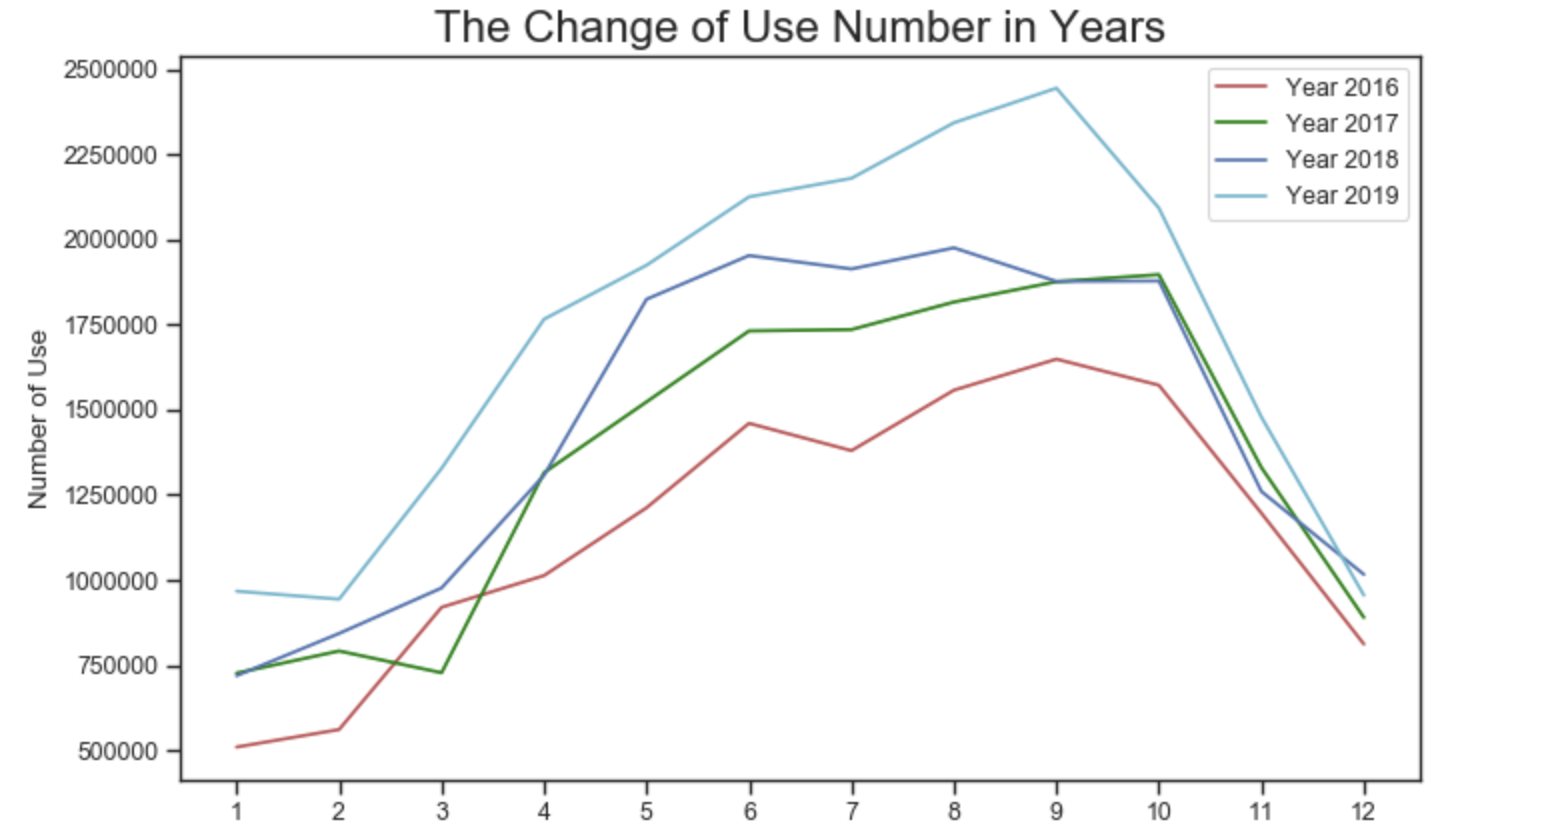 The Change of Use Number in Years
2500000
2250000
2000000
1750000
1500000
1250000
1000000
750000
500000
Number of Use
Year 2016
Year 2017
Year 2018
Year 2019
1 2 3 4 5 6 7 8 9 10 11 12